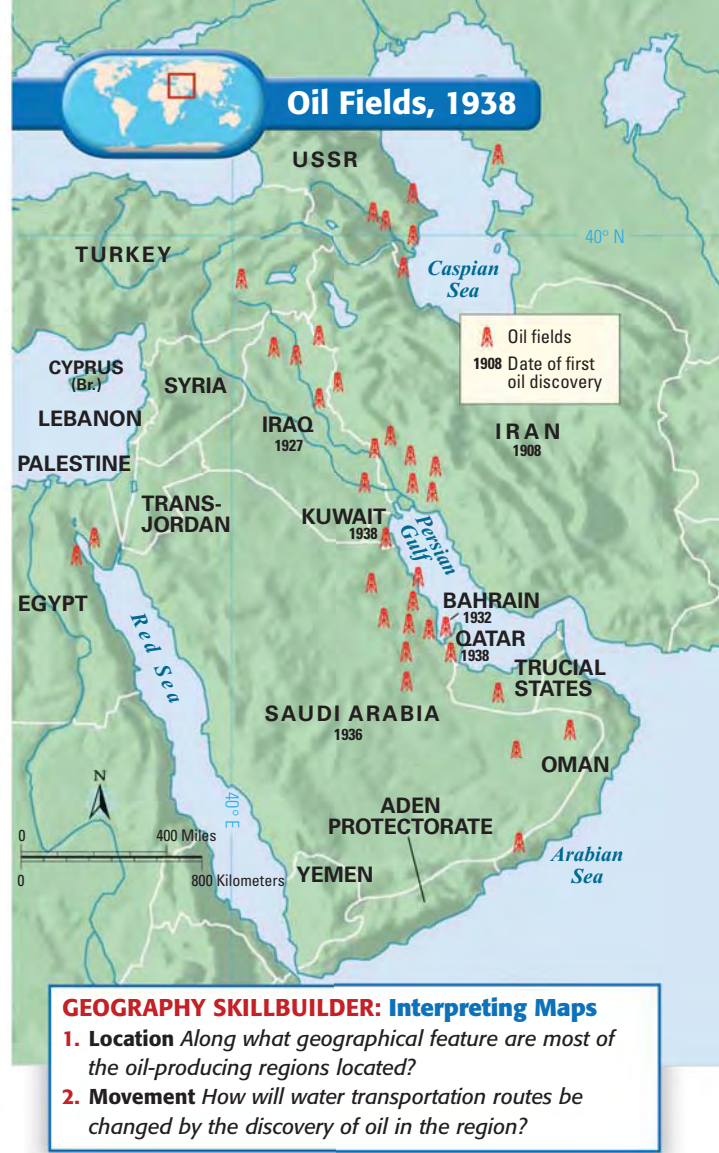 Oil Fields, 1938
USSR
TURKEY
40° N
Caspian
Sea
Oil fields
1908 Date of first
oil discovery
CYPRUS
(Br.)
SYRIA
LEBANON
IRAQ
1927
IRAN
1908
PALESTINE
TRANS-
JORDAN
KUWAIT
1938
Persian
Gulf
EGYPT
Red Sea
BAHRAIN
1932
QATAR
1938
TRUCIAL
STATES
SAUDI ARABIA
1936
OMAN
N
40° E
0 400 Miles
0 800 Kilometers
ADEN
PROTECTORATE
YEMEN
Arabian
Sea
GEOGRAPHY SKILLBUILDER: Interpreting Maps
1. Location Along what geographical feature are most of
the oil-producing regions located?
2. Movement How will water transportation routes be
changed by the discovery of oil in the region?